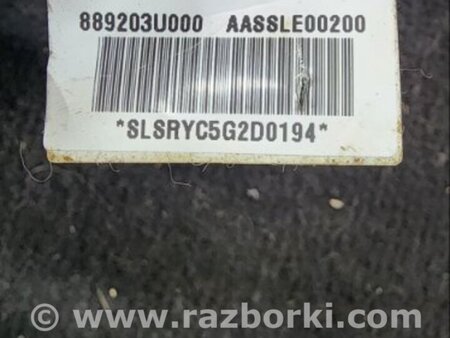 889203U000 AASSLE00200
*SLSRYC5G2D0194*
© www.razborki.com